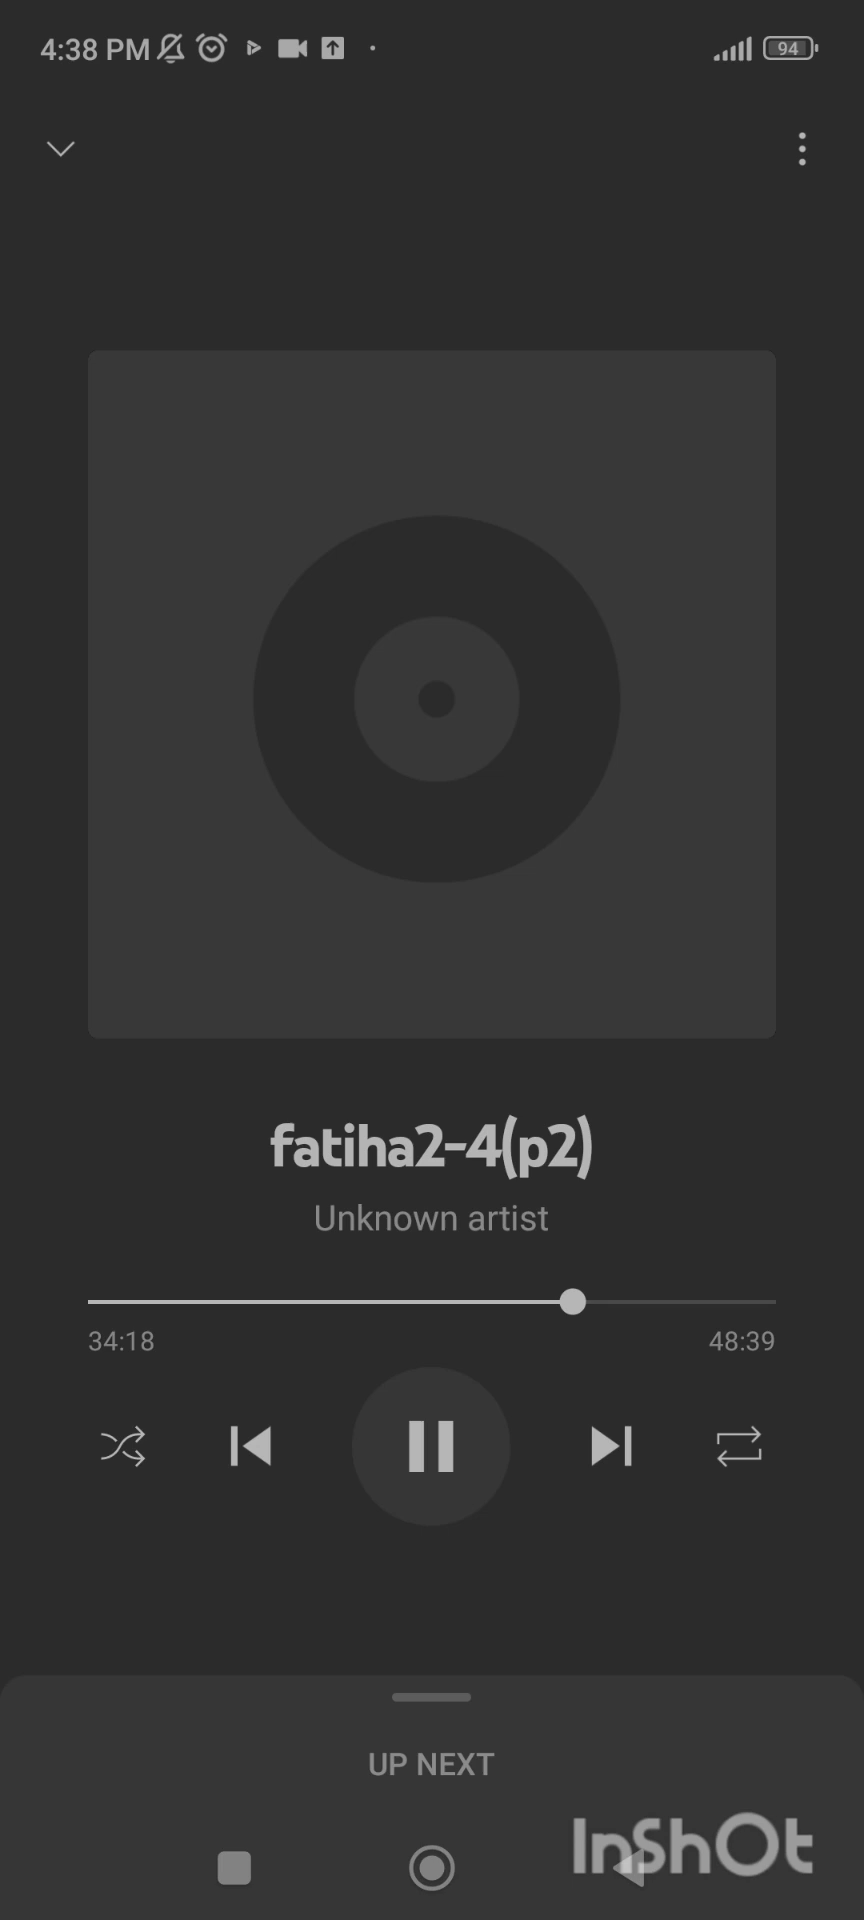 4:38 PM
94
fatiha2-4(p2)
Unknown artist
34:18
48:39
UP NEXT
InShOt